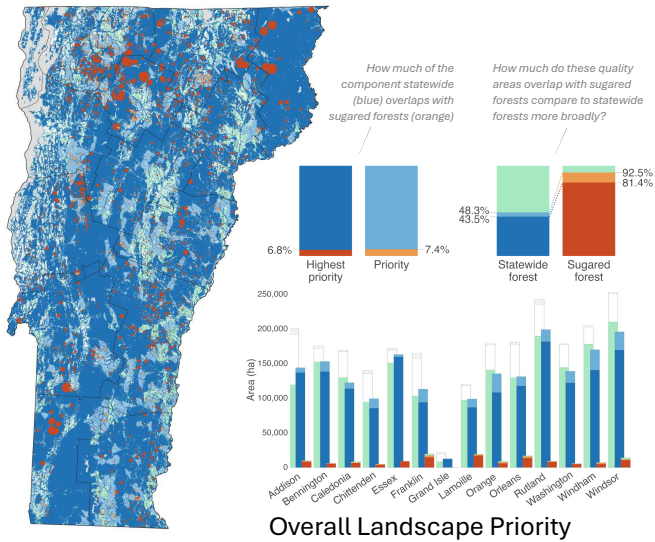 How much of the
component statewide
(blue) overlaps with
sugared forests (orange)
How much do these quality
areas overlap with sugared
forests compare to statewide
forests more broadly?
6.8%
7.4%
Highest
priority
Priority
48.3%
43.5%
92.5%
81.4%
Statewide
forest
Sugared
forest
Area (ha)
250,000
200,000
150,000
100,000
50,000
0
Addison
Bennington
Caledonia
Chittenden
Essex
Franklin
Grand Isle
Lamoille
Orange
Orleans
Rutland
Washington
Windham
Windsor
Overall Landscape Priority